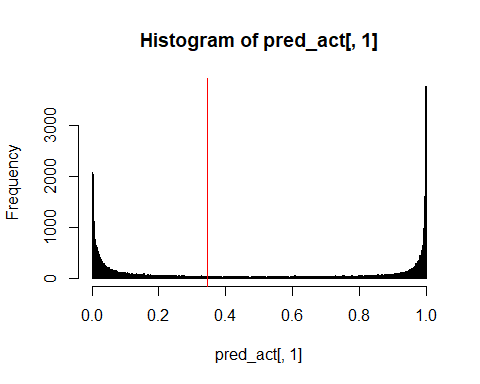 Histogram of pred_act[, 1]
Frequency
3000
2000
1000
0
0.0 0.2 0.4 0.6 0.8 1.0
pred_act[, 1]